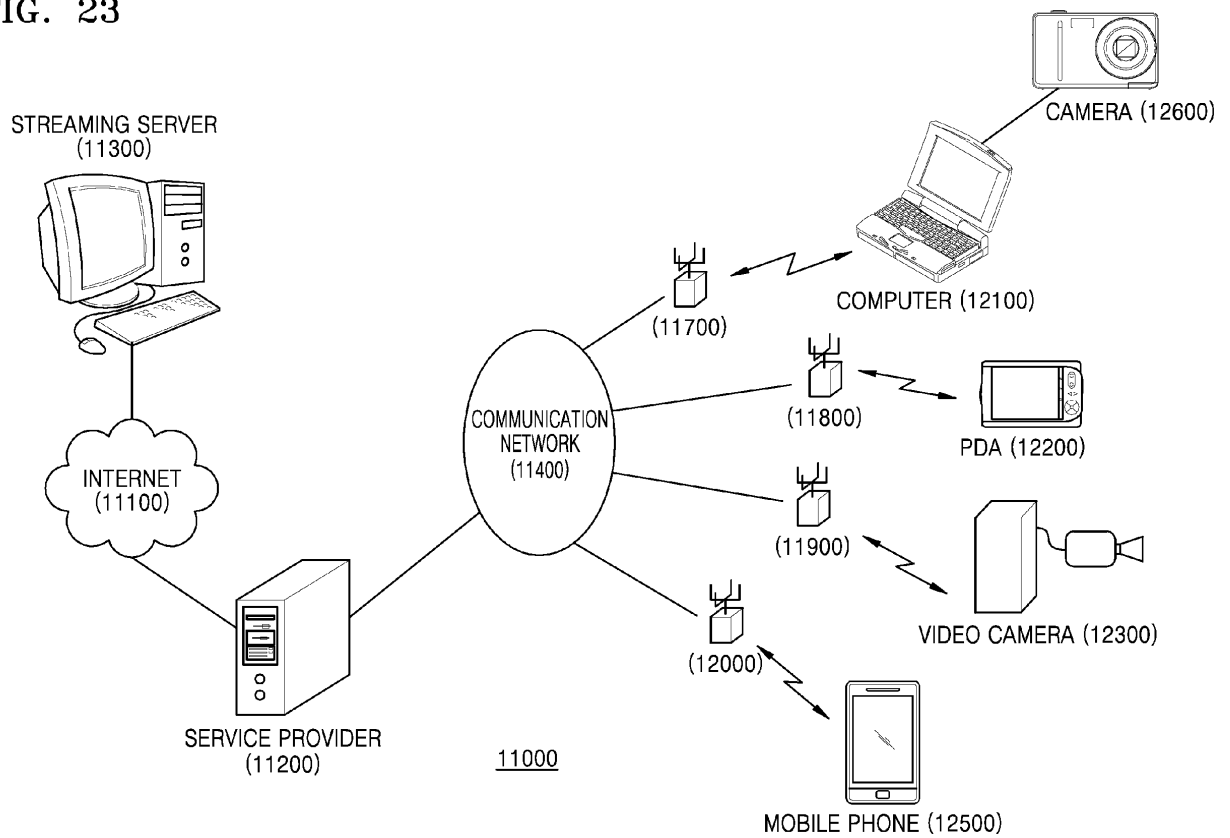 IG. 23
STREAMING SERVER
(11300)
CAMERA (12600)
COMPUTER (12100)
(11700)
(11800)
PDA (12200)
COMMUNICATION
NETWORK
(11400)
INTERNET
(11100)
(11900)
VIDEO CAMERA (12300)
(12000)
SERVICE PROVIDER
(11200)
11000
MOBILE PHONE (12500)